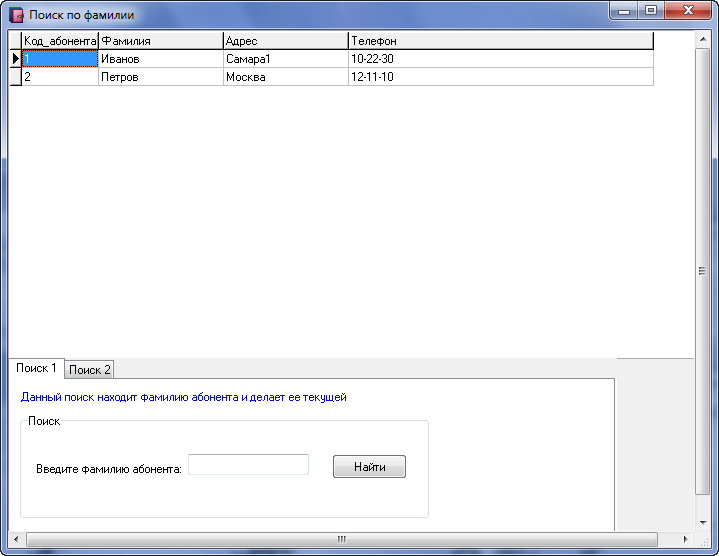 Поиск по фамилии
Код_абонента Фамилия Адрес Телефон
1 Иванов Самара1 10-22-30
2 Петров Москва 12-11-10
Поиск 1 Поиск 2
Данный поиск находит фамилию абонента и делает ее текущей
Поиск
Введите фамилию абонента: Найти